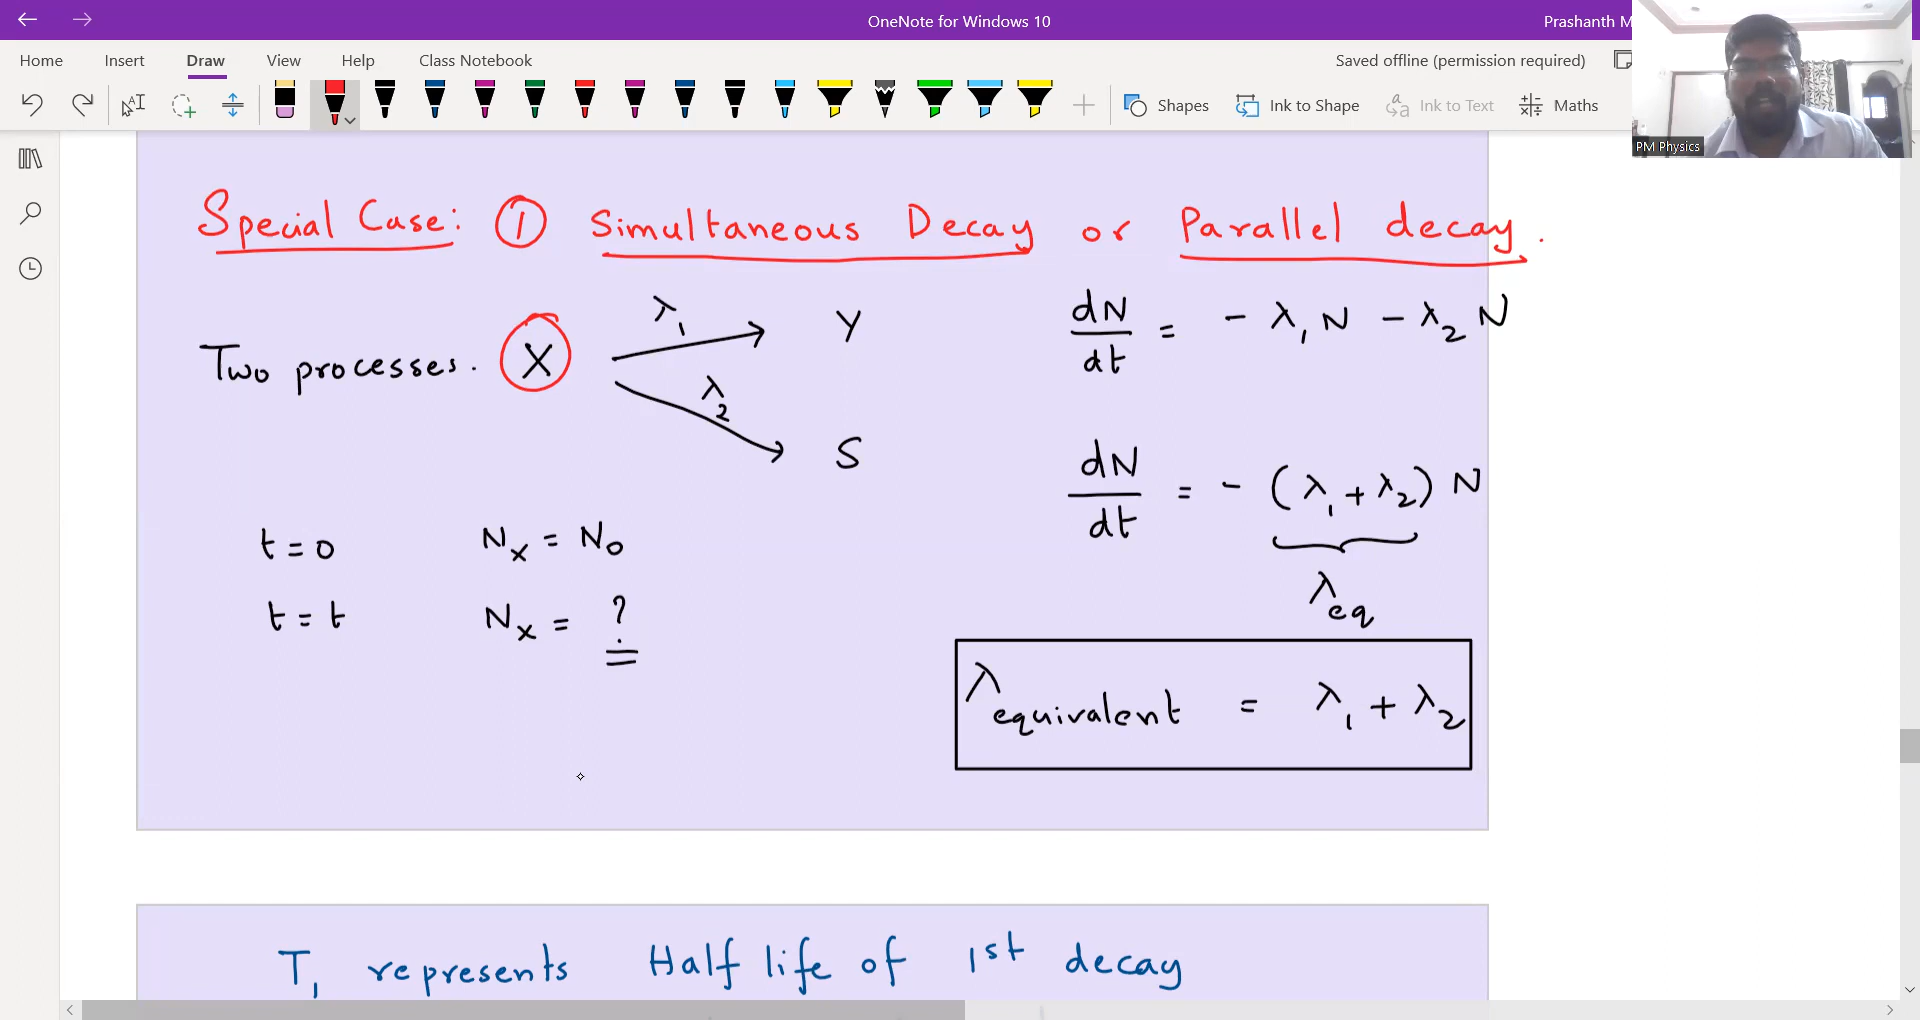 OneNote for Windows 10
Prashanth M
Home Insert Draw View Help Class Notebook
Saved offline (permission required)
Shapes Ink to Shape Ink to Text Maths
PM Physics
Special Case: ① Simultaneous Decay or Parallel decay.
Two processes. X
λ₁ Y
λ₂ S
dN/dt = - λ₁N - λ₂N
dN/dt = - (λ₁+λ₂) N
λeq
t = 0 Nx = N₀
t = t Nx = ?
λequivalent = λ₁ + λ₂
T₁ represents Half life of 1st decay